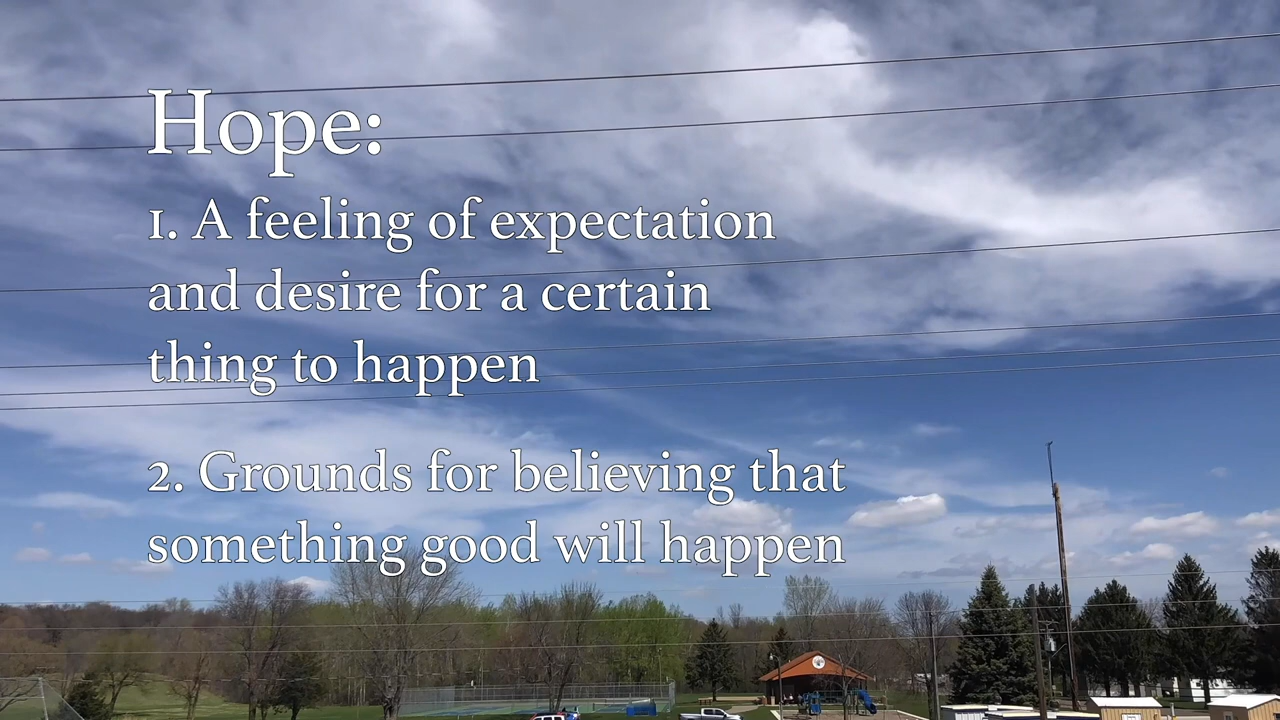 Hope:
1. A feeling of expectation
and desire for a certain
thing to happen
2. Grounds for believing that
something good will happen